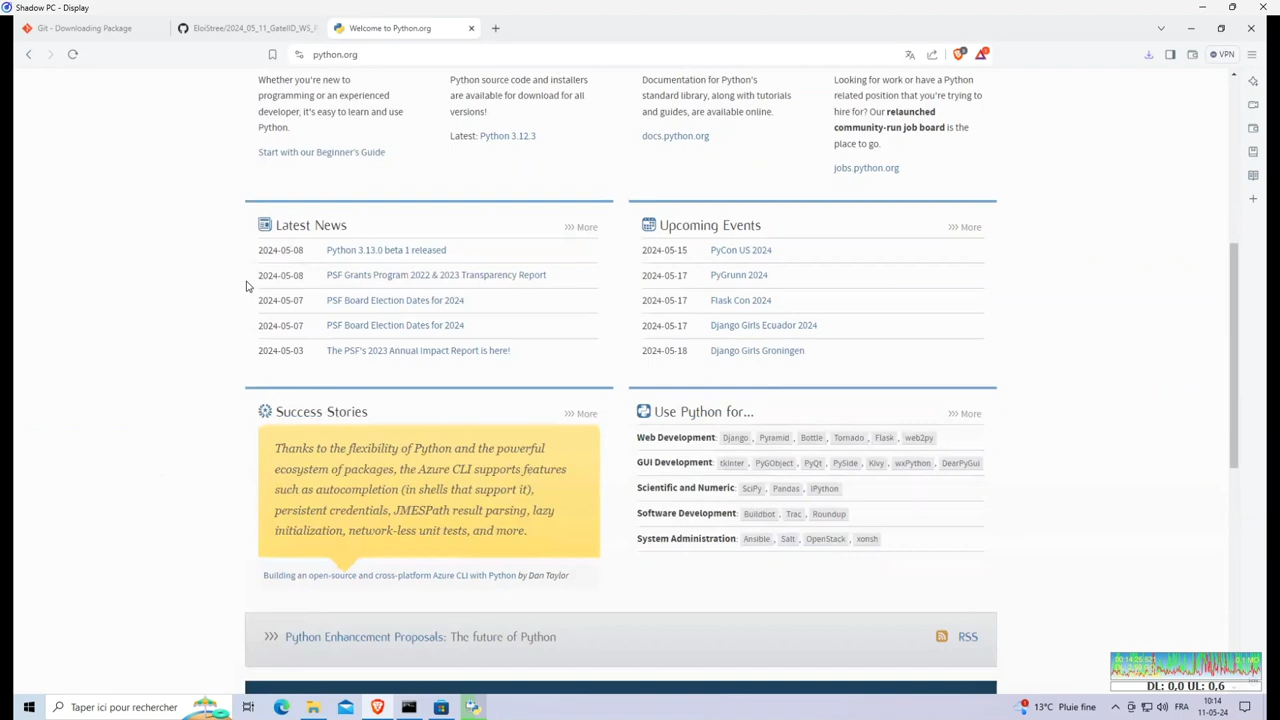 Shadow PC - Display
Git - Downloading Package
EloiStree/2024_05_11_GateIID_WS_
Welcome to Python.org
python.org
VPN
Whether you're new to
programming or an experienced
developer, it's easy to learn and use
Python.
Start with our Beginner's Guide
Python source code and installers
are available for download for all
versions!
Latest: Python 3.12.3
Documentation for Python's
standard library, along with tutorials
and guides, are available online.
docs.python.org
Looking for work or have a Python
related position that you're trying to
hire for? Our relaunched
community-run job board is the
place to go.
jobs.python.org
Latest News
>>> More
2024-05-08 Python 3.13.0 beta 1 released
2024-05-08 PSF Grants Program 2022 & 2023 Transparency Report
2024-05-07 PSF Board Election Dates for 2024
2024-05-07 PSF Board Election Dates for 2024
2024-05-03 The PSF's 2023 Annual Impact Report is here!
Upcoming Events
>>> More
2024-05-15 PyCon US 2024
2024-05-17 PyGrunn 2024
2024-05-17 Flask Con 2024
2024-05-17 Django Girls Ecuador 2024
2024-05-18 Django Girls Groningen
Success Stories
>>> More
Thanks to the flexibility of Python and the powerful
ecosystem of packages, the Azure CLI supports features
such as autocompletion (in shells that support it),
persistent credentials, JMESPath result parsing, lazy
initialization, network-less unit tests, and more.
Building an open-source and cross-platform Azure CLI with Python by Dan Taylor
Use Python for...
>>> More
Web Development: Django , Pyramid , Bottle , Tornado , Flask , web2py
GUI Development: tkInter , PyGObject , PyQt , PySide , Kivy , wxPython , DearPyGui
Scientific and Numeric: SciPy , Pandas , IPython
Software Development: Buildbot , Trac , Roundup
System Administration: Ansible , Salt , OpenStack , xonsh
>>> Python Enhancement Proposals: The future of Python
RSS
DL: 0,0 UL: 0,6
Taper ici pour rechercher
13°C Pluie fine
FRA
10:14
11-05-24